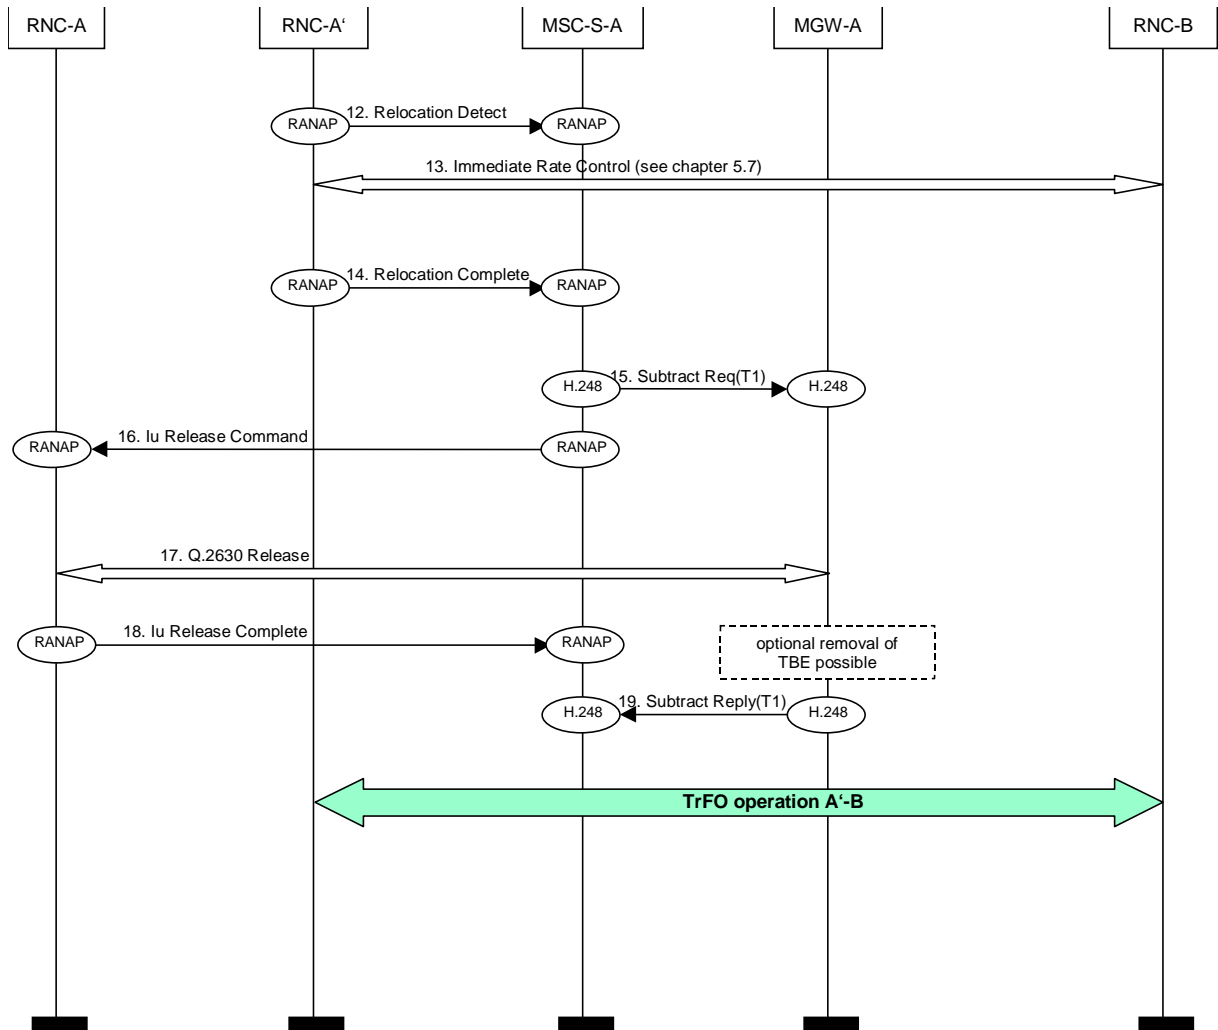 RNC-A
RNC-A‘
MSC-S-A
MGW-A
RNC-B
12. Relocation Detect
RANAP
RANAP
13. Immediate Rate Control (see chapter 5.7)
14. Relocation Complete
RANAP
RANAP
15. Subtract Req(T1)
H.248
H.248
16. Iu Release Command
RANAP
RANAP
17. Q.2630 Release
18. Iu Release Complete
RANAP
RANAP
optional removal of
TBE possible
19. Subtract Reply(T1)
H.248
H.248
TrFO operation A‘-B